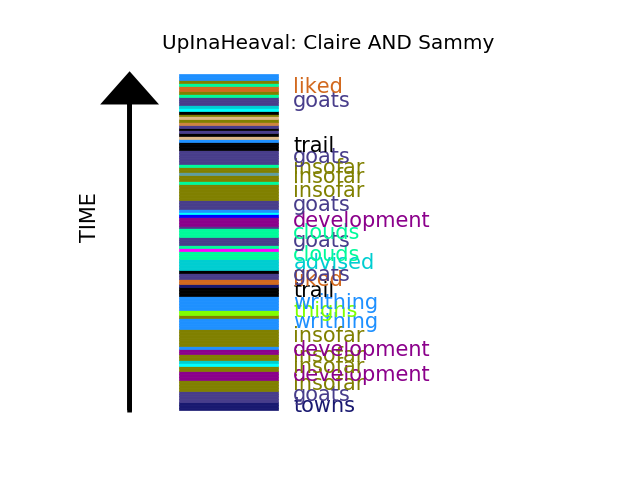 UpInaHeaval: Claire AND Sammy
TIME
liked
goats
trail
goats
insofar
insofar
insofar
goats
development
clouds
goats
clouds
advised
goats
liked
trail
writhing
thighs
writhing
insofar
development
insofar
insofar
development
insofar
goats
towns